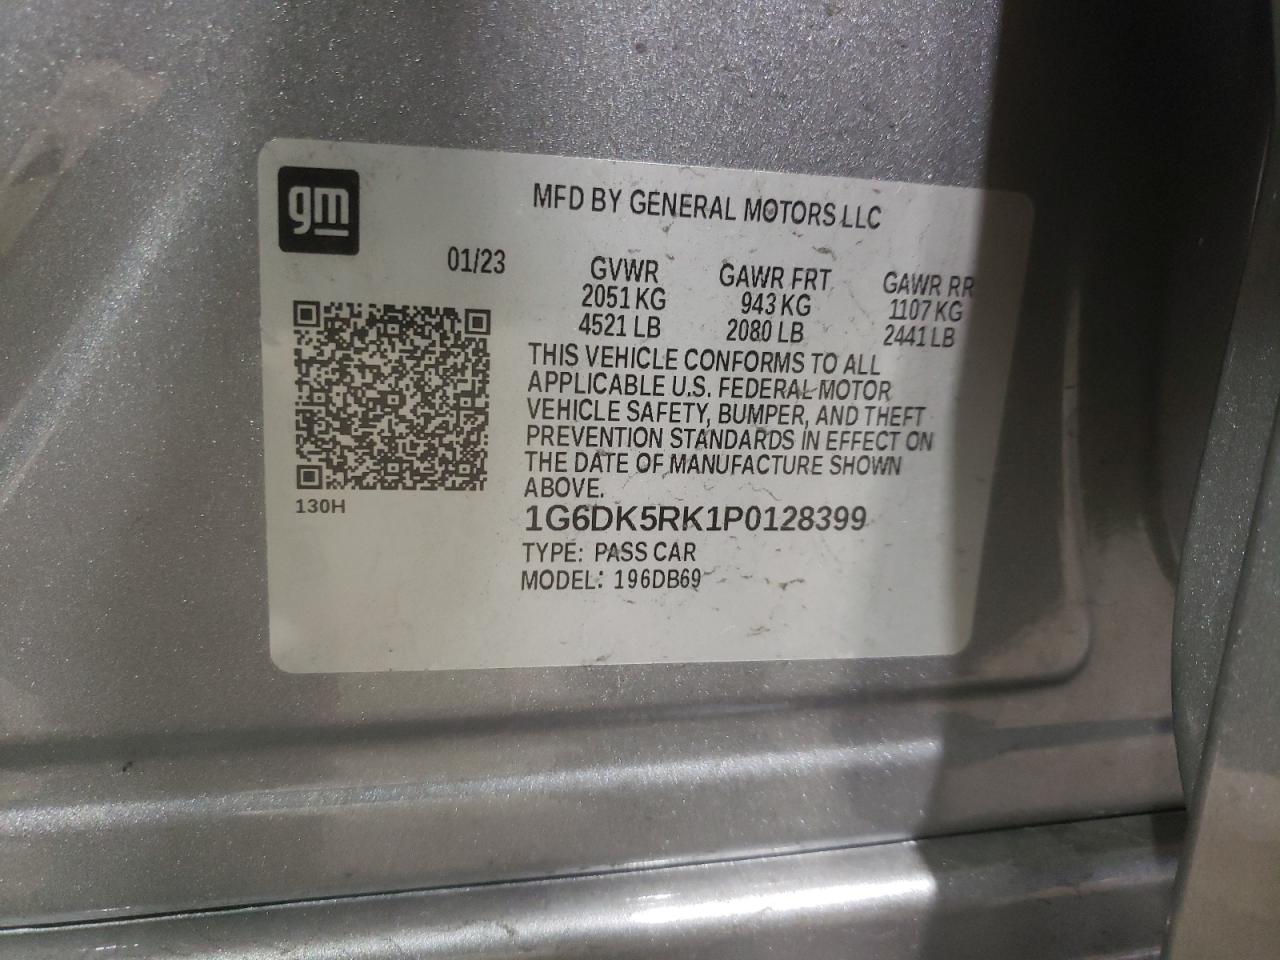 gm
MFD BY GENERAL MOTORS LLC
01/23
GVWR GAWR FRT GAWR RR
2051 KG 943 KG 1107 KG
4521 LB 2080 LB 2441 LB
THIS VEHICLE CONFORMS TO ALL
APPLICABLE U.S. FEDERAL MOTOR
VEHICLE SAFETY, BUMPER, AND THEFT
PREVENTION STANDARDS IN EFFECT ON
THE DATE OF MANUFACTURE SHOWN
ABOVE.
130H
1G6DK5RK1P0128399
TYPE: PASS CAR
MODEL: 196DB69